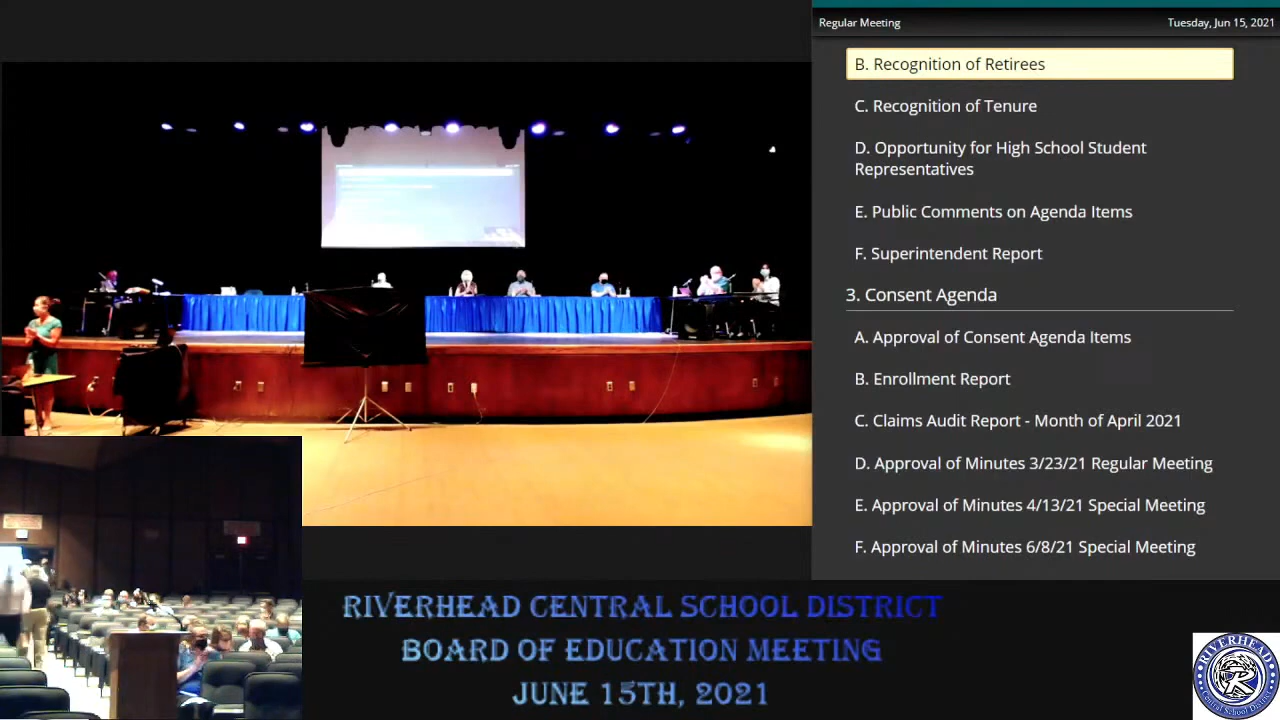 Regular Meeting
Tuesday, Jun 15, 2021
B. Recognition of Retirees
C. Recognition of Tenure
D. Opportunity for High School Student
Representatives
E. Public Comments on Agenda Items
F. Superintendent Report
3. Consent Agenda
A. Approval of Consent Agenda Items
B. Enrollment Report
C. Claims Audit Report - Month of April 2021
D. Approval of Minutes 3/23/21 Regular Meeting
E. Approval of Minutes 4/13/21 Special Meeting
F. Approval of Minutes 6/8/21 Special Meeting
RIVERHEAD CENTRAL SCHOOL DISTRICT
BOARD OF EDUCATION MEETING
JUNE 15TH, 2021
RIVERHEAD
R
Central School District